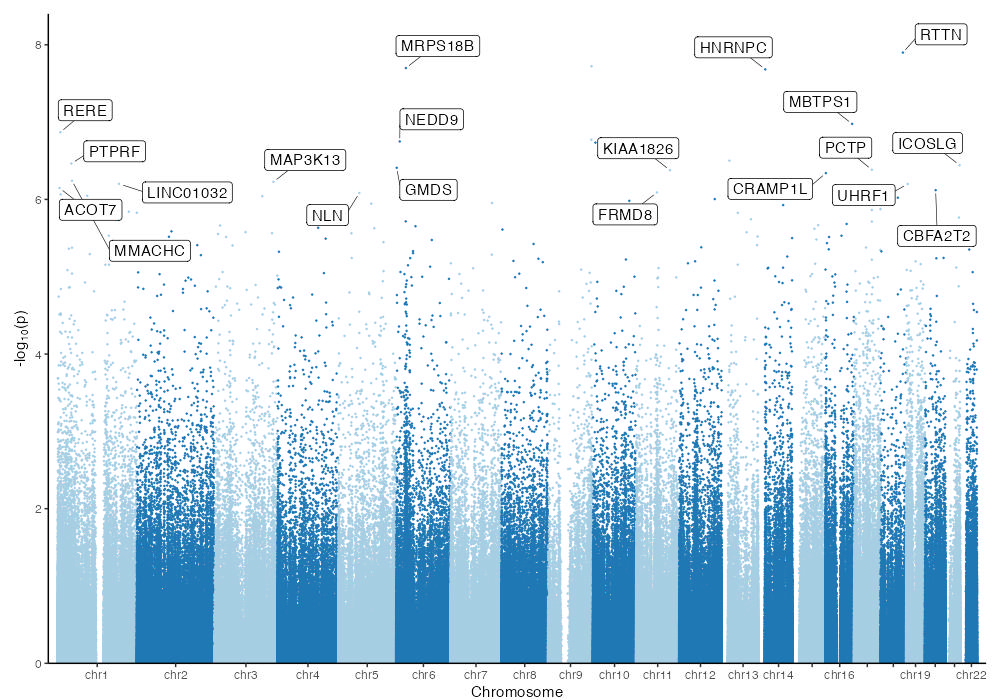 RTTN
8
MRPS18B
HNRNPC
MBTPS1
RERE
NEDD9
ICOSLG
PTPRF
KIAA1826
PCTP
MAP3K13
LINC01032
GMDS
CRAMP1L
UHRF1
6
ACOT7
NLN
FRMD8
CBFA2T2
MMACHC
-log10(p)
4
2
0
chr1 chr2 chr3 chr4 chr5 chr6 chr7 chr8 chr9 chr10 chr11 chr12 chr13 chr14 chr16 chr19 chr22
Chromosome